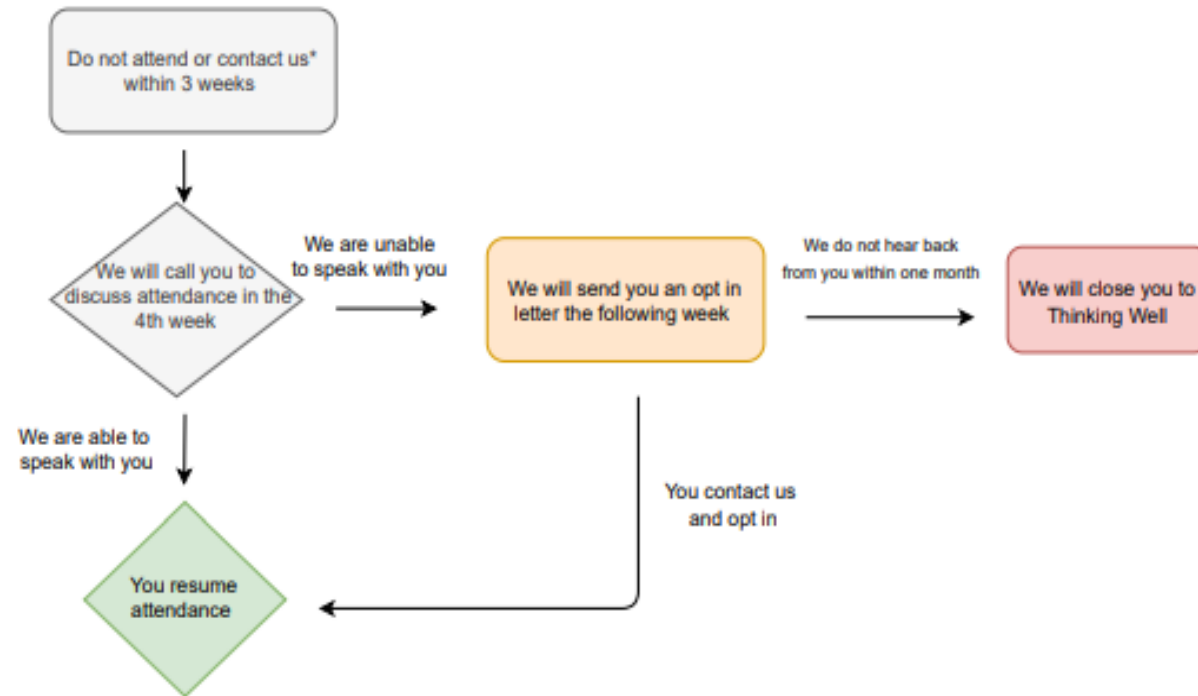 Do not attend or contact us*
within 3 weeks
We will call you to
discuss attendance in the
4th week
We are unable
to speak with you
We will send you an opt in
letter the following week
We do not hear back
from you within one month
We will close you to
Thinking Well
We are able to
speak with you
You contact us
and opt in
You resume
attendance